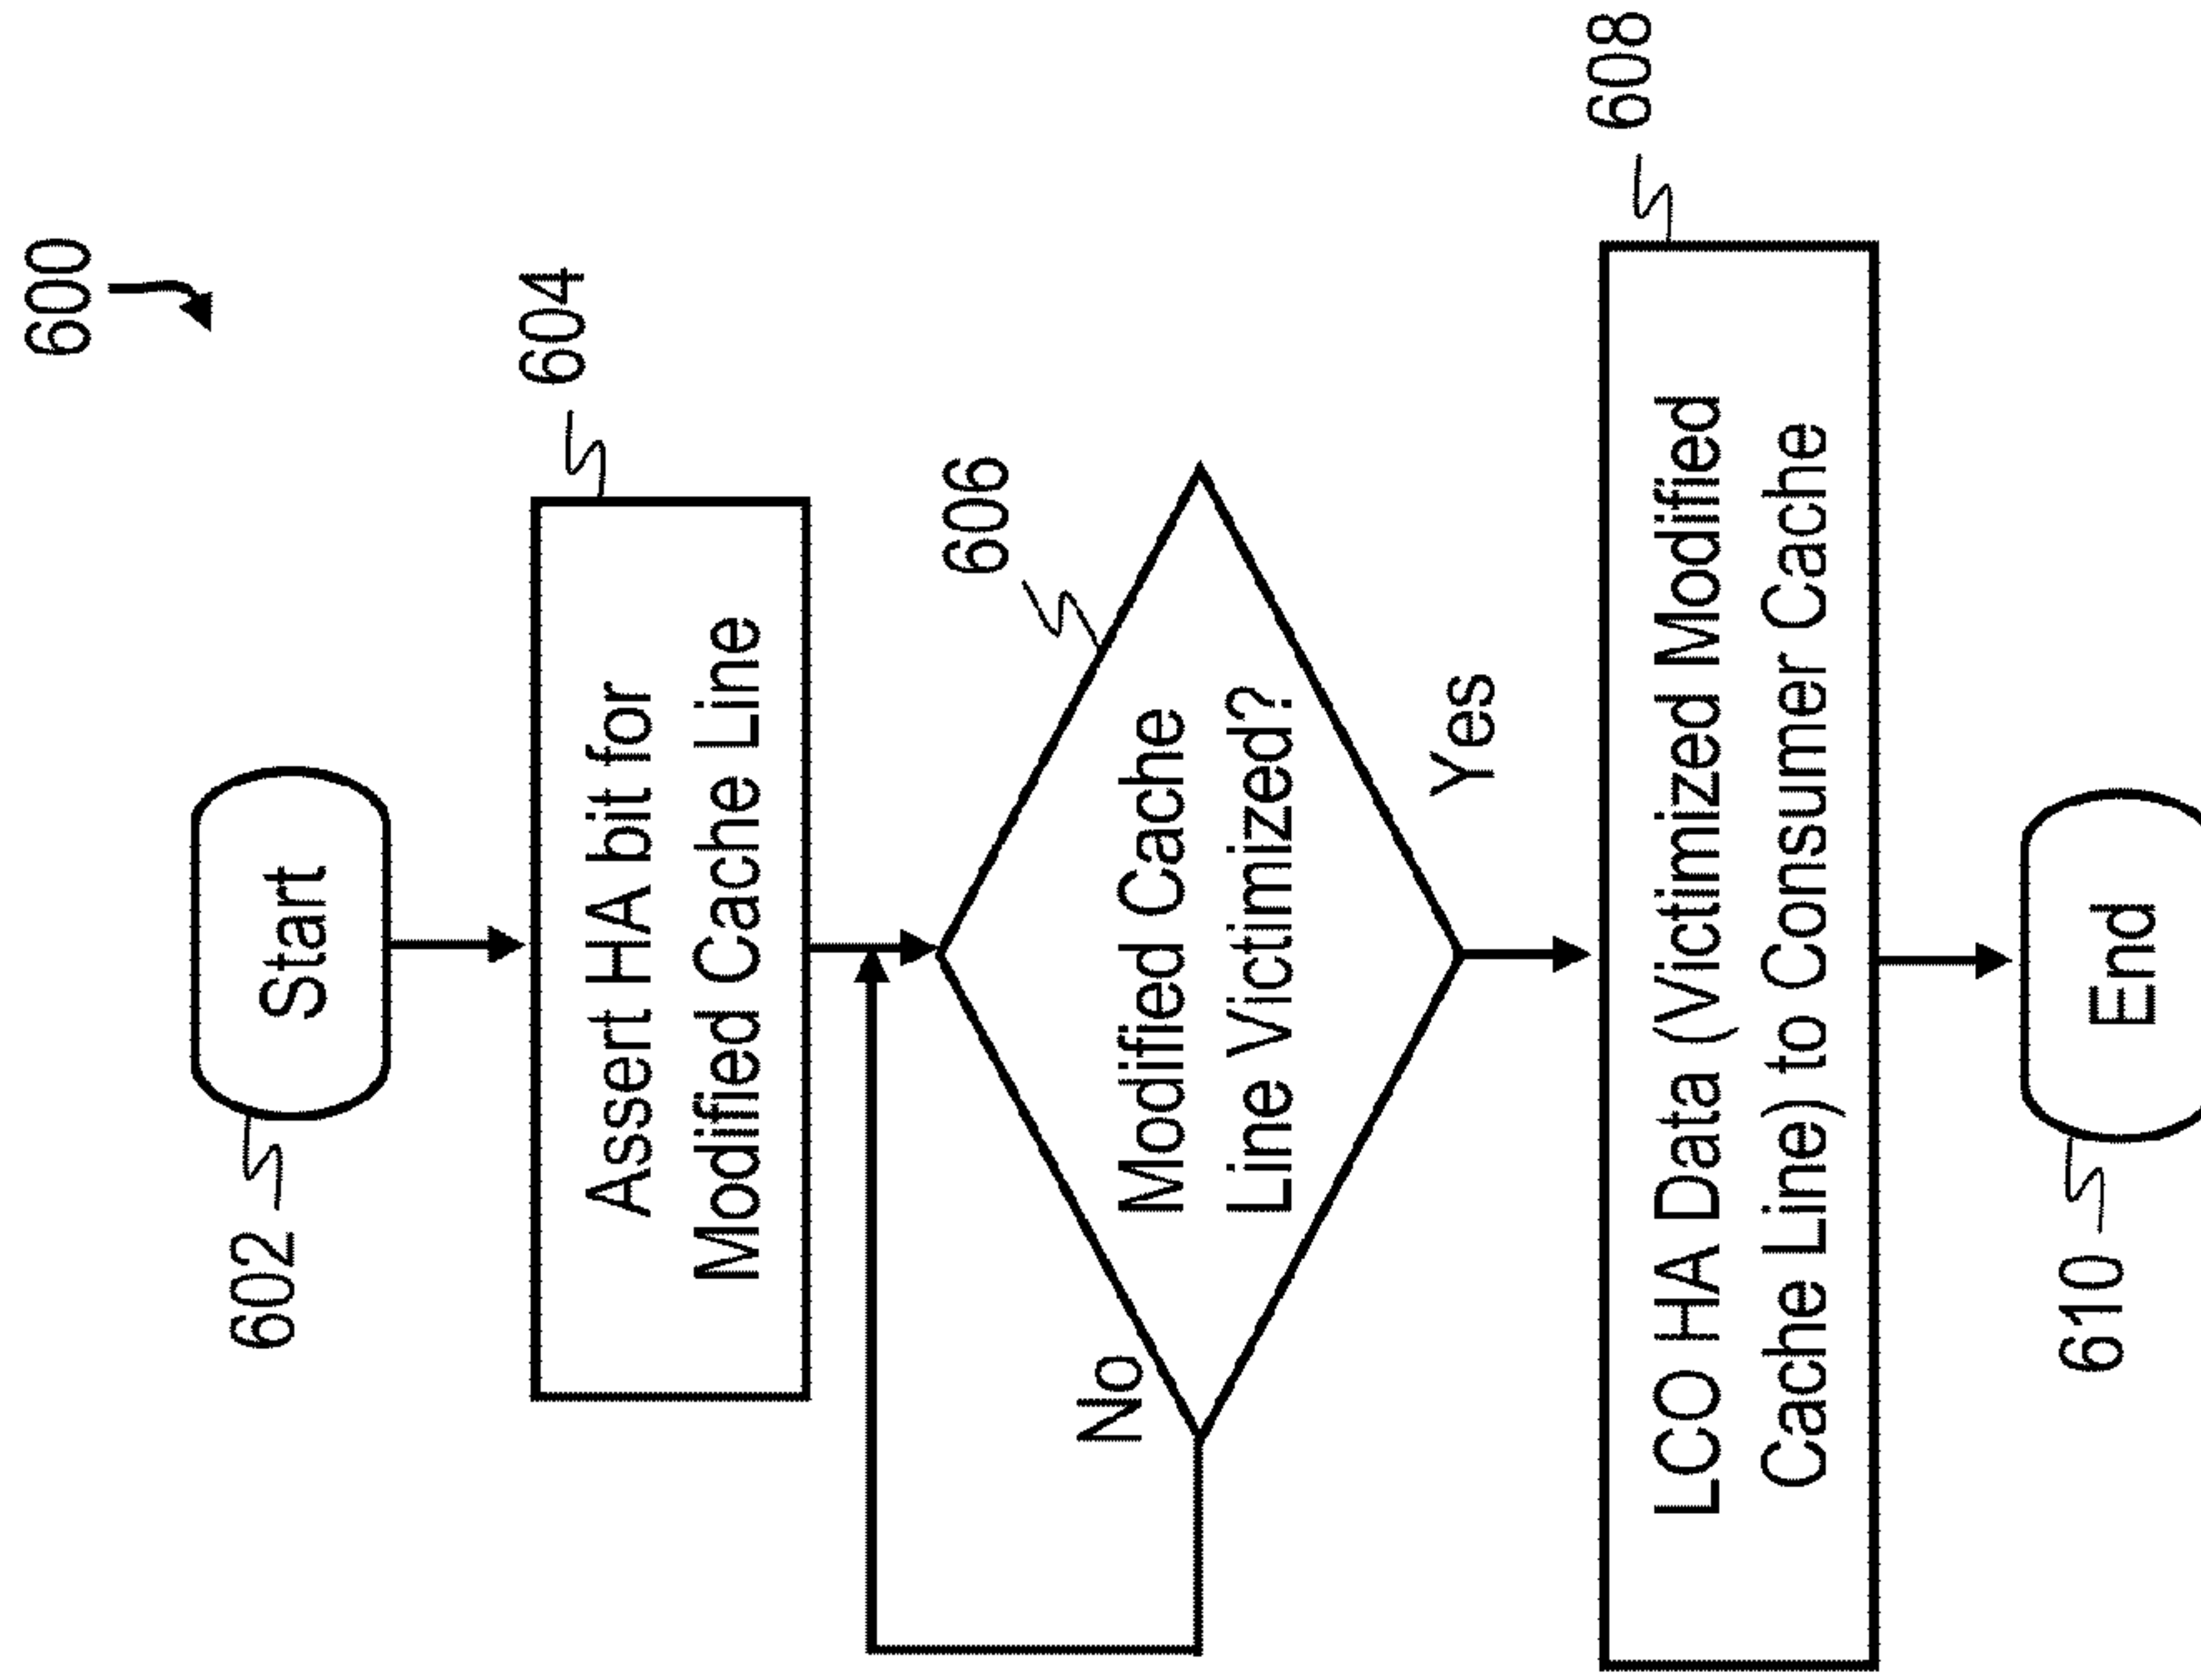 600
602
Start
604
Assert HA bit for
Modified Cache Line
606
Modified Cache
Line Victimized?
No
Yes
608
LCO HA Data (Victimized Modified
Cache Line) to Consumer Cache
610
End